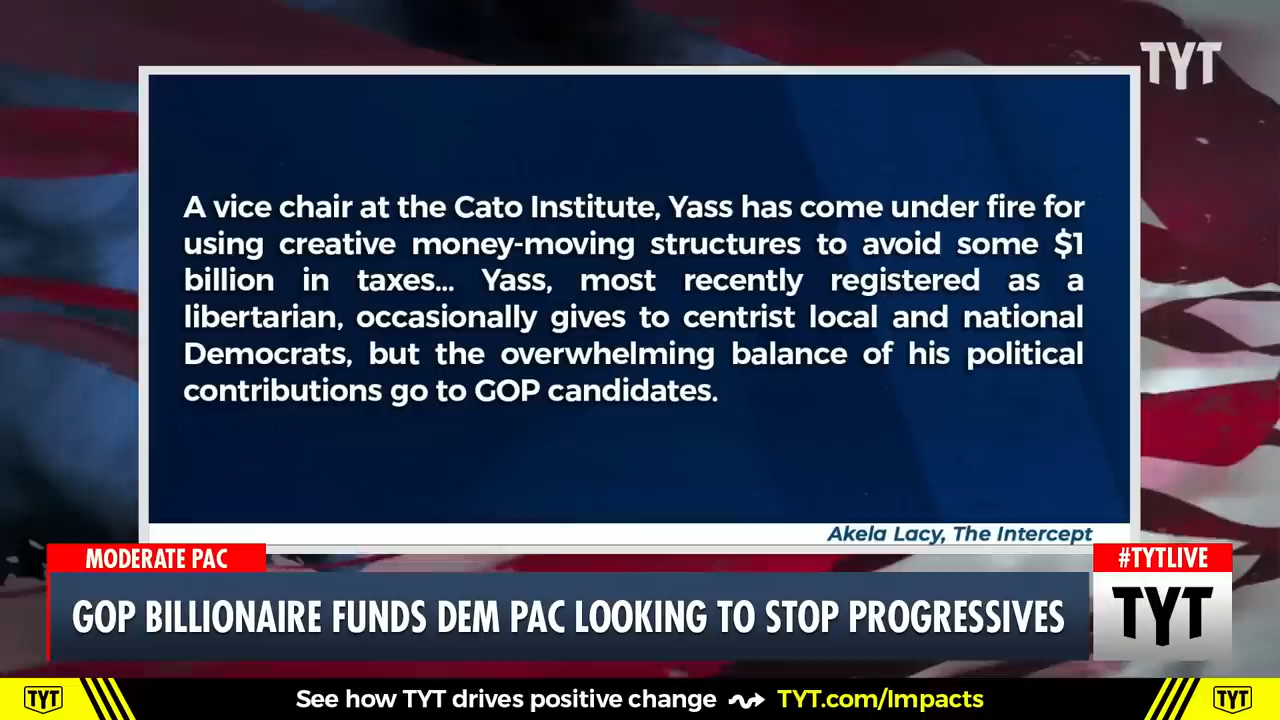 TYT
A vice chair at the Cato Institute, Yass has come under fire for
using creative money-moving structures to avoid some $1
billion in taxes... Yass, most recently registered as a
libertarian, occasionally gives to centrist local and national
Democrats, but the overwhelming balance of his political
contributions go to GOP candidates.
Akela Lacy, The Intercept
MODERATE PAC
#TYTLIVE
GOP BILLIONAIRE FUNDS DEM PAC LOOKING TO STOP PROGRESSIVES
TYT
TYT
See how TYT drives positive change
TYT.com/Impacts
TYT